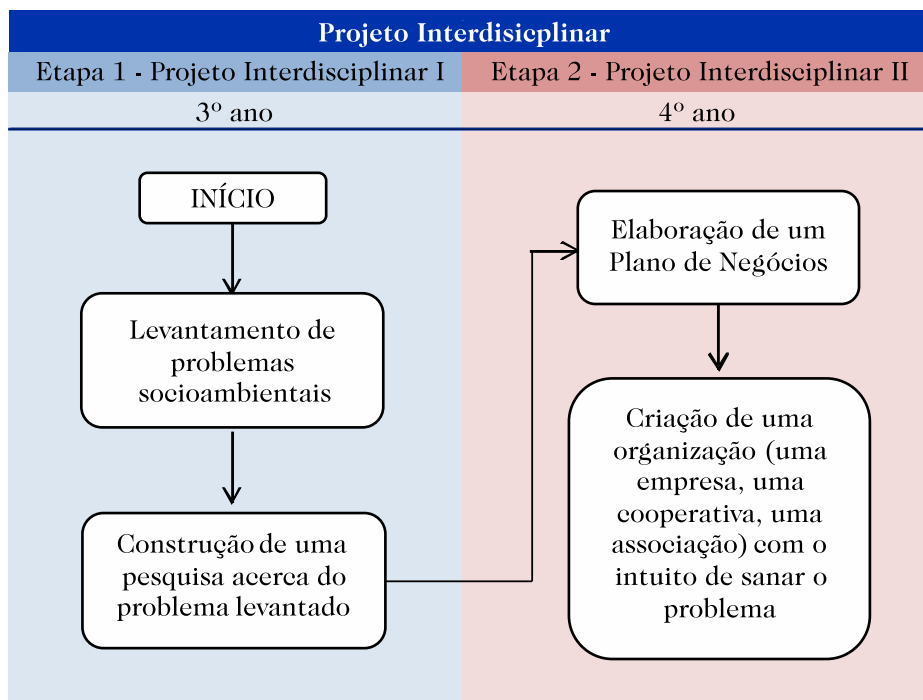 Projeto Interdisicplinar
Etapa 1 - Projeto Interdisciplinar I
3º ano
INÍCIO
Levantamento de
problemas
socioambientais
Construção de uma
pesquisa acerca do
problema levantado
Etapa 2 - Projeto Interdisciplinar II
4º ano
Elaboração de um
Plano de Negócios
Criação de uma
organização (uma
empresa, uma
cooperativa, uma
associação) com o
intuito de sanar o
problema